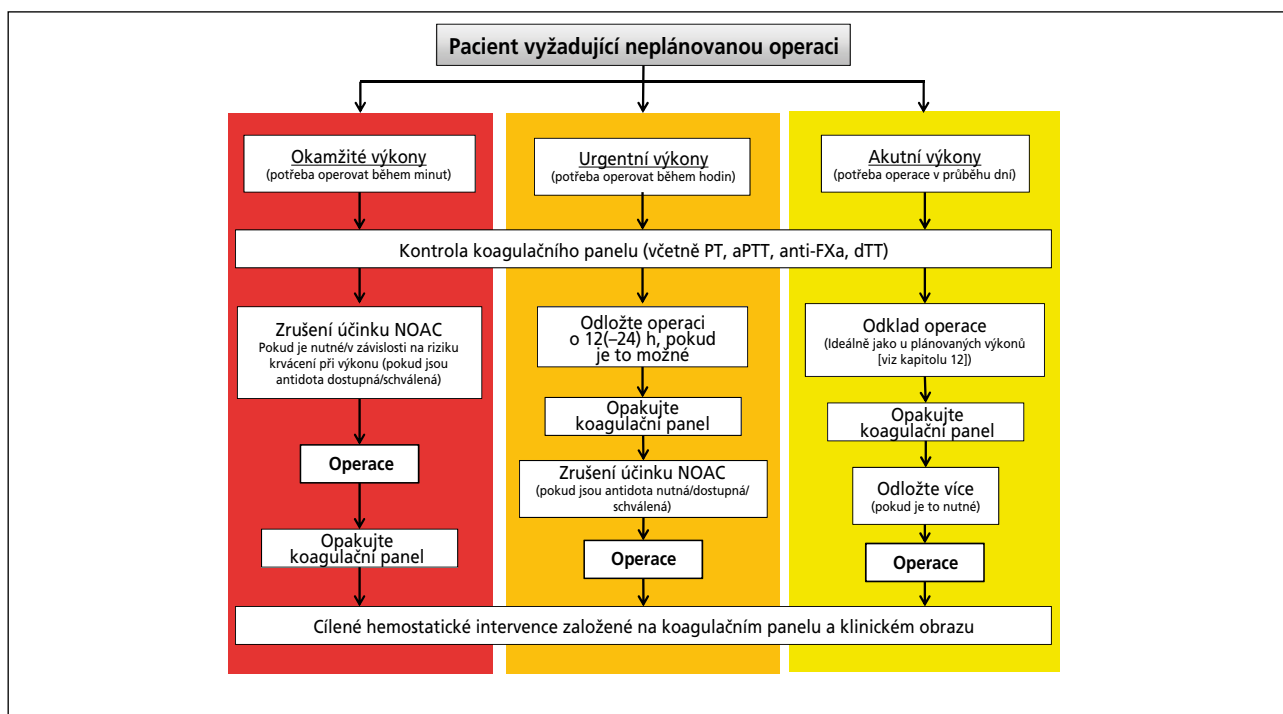 Pacient vyžadující neplánovanou operaci
Okamžité výkony
(potřeba operovat během minut)
Urgentní výkony
(potřeba operovat během hodin)
Akutní výkony
(potřeba operace v průběhu dní)
Kontrola koagulačního panelu (včetně PT, aPTT, anti-FXa, dTT)
Zrušení účinku NOAC
Pokud je nutné/v závislosti na riziku
krvácení při výkonu (pokud jsou
antidota dostupná/schválená)
Operace
Opakujte
koagulační panel
Odložte operaci
o 12(–24) h, pokud
je to možné
Opakujte
koagulační panel
Zrušení účinku NOAC
(pokud jsou antidota nutná/dostupná/
schválená)
Operace
Odklad operace
(Ideálně jako u plánovaných výkonů
[viz kapitolu 12])
Opakujte
koagulační panel
Odložte více
(pokud je to nutné)
Operace
Cílené hemostatické intervence založené na koagulačním panelu a klinickém obrazu